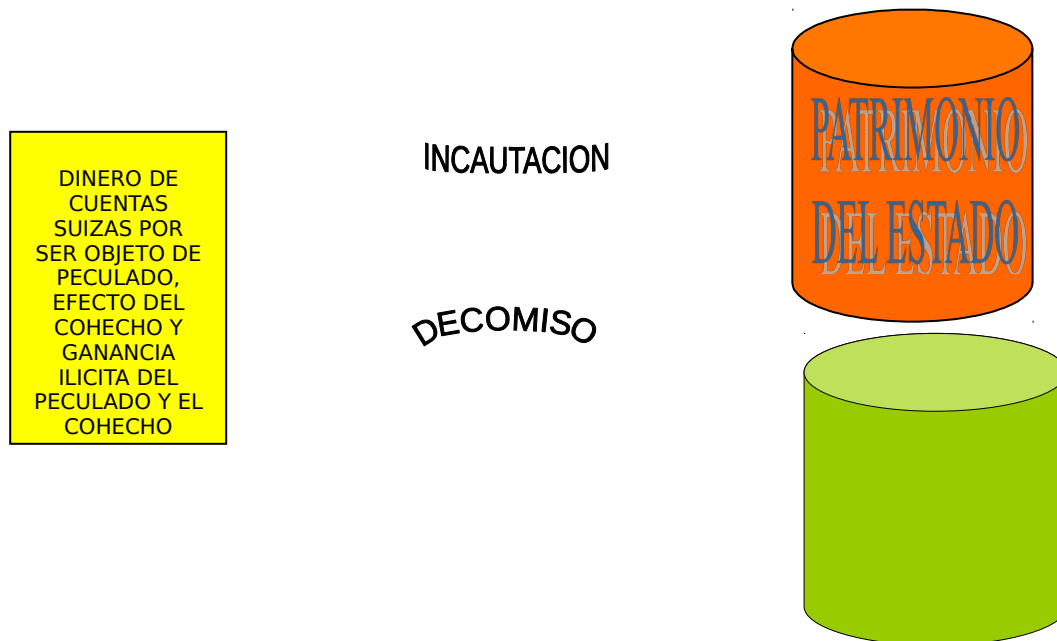 DINERO DE
CUENTAS
SUIZAS POR
SER OBJETO DE
PECULADO,
EFECTO DEL
COHECHO Y
GANANCIA
ILICITA DEL
PECULADO Y EL
COHECHO
INCAUTACION
DECOMISO
PATRIMONIO
DEL ESTADO